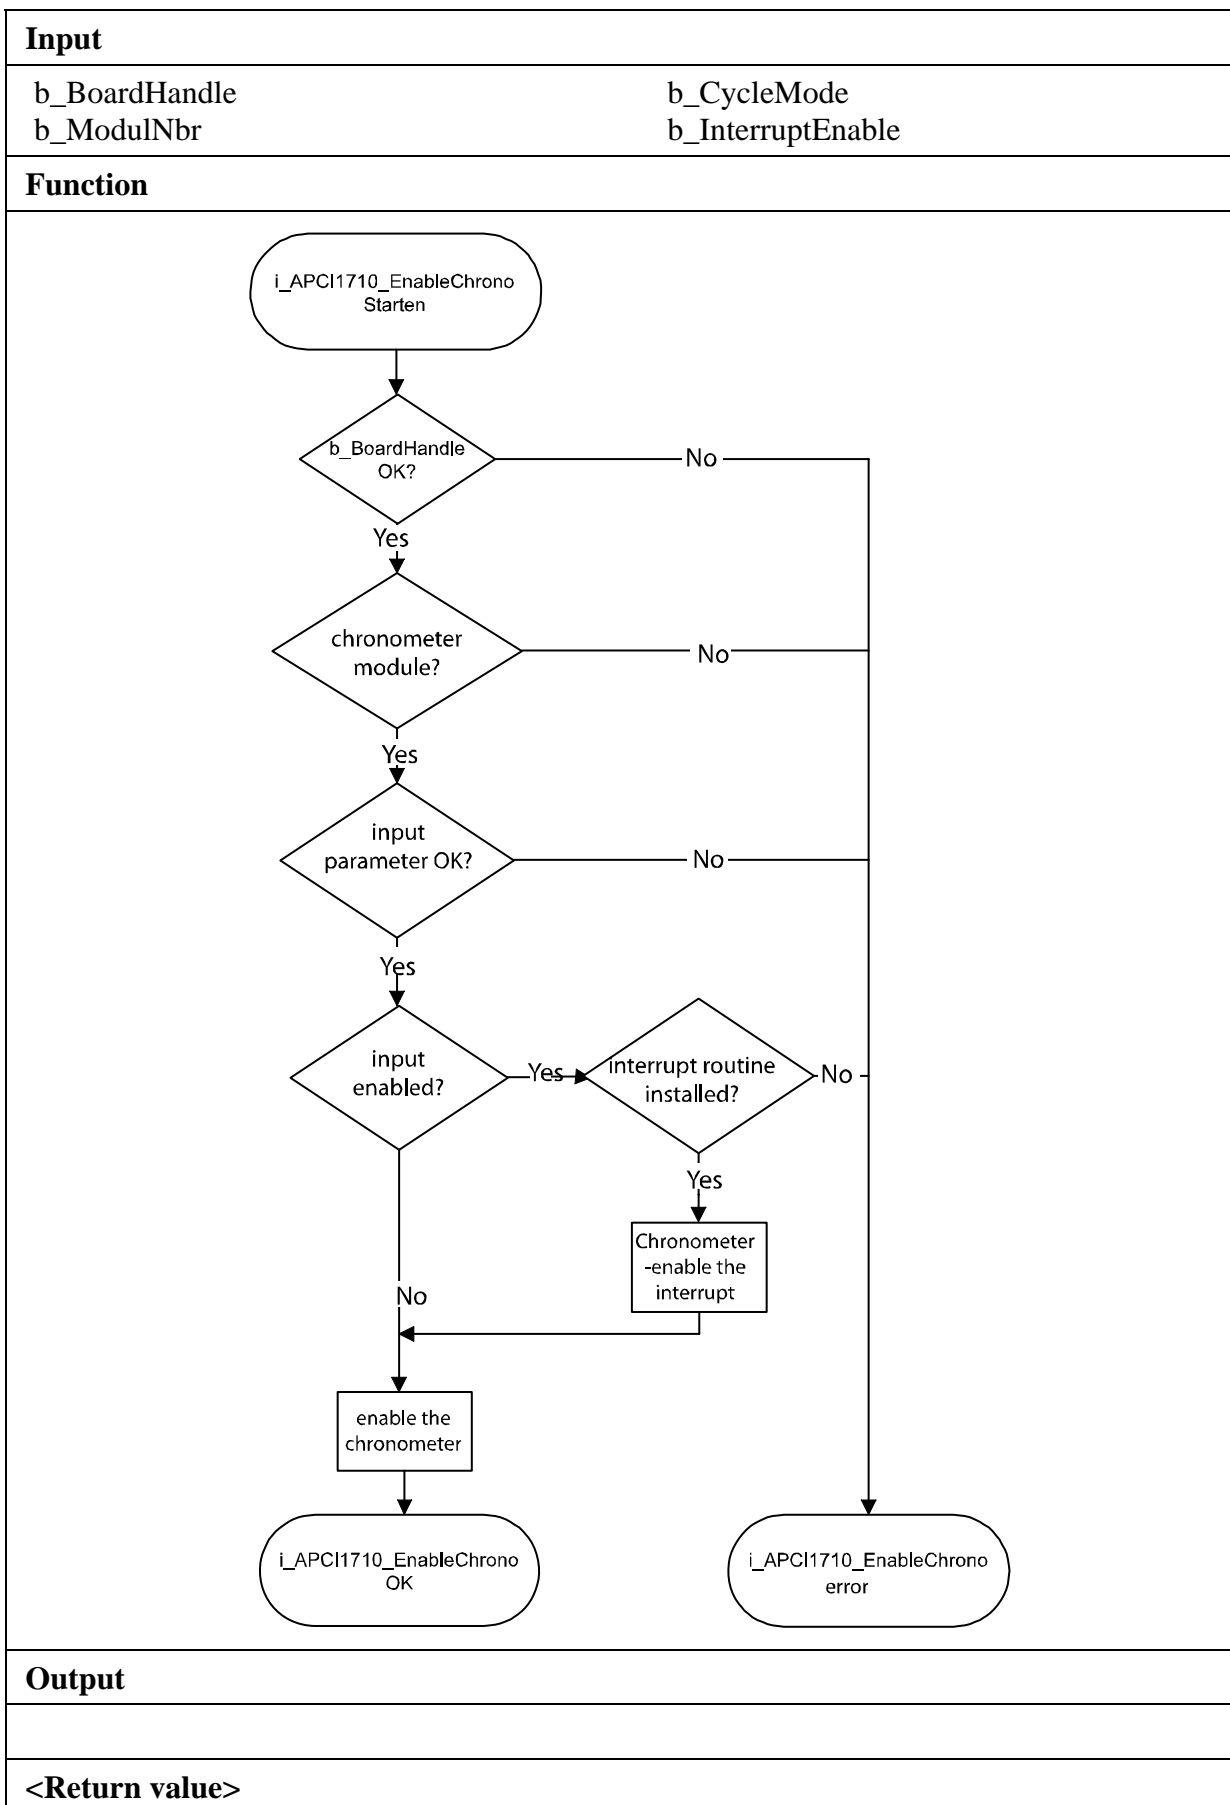 Input
b_BoardHandle b_CycleMode
b_ModulNbr b_InterruptEnable
Function
i_APCI1710_EnableChrono
Starten
b_BoardHandle
OK?
No
Yes
chronometer
module?
No
Yes
input
parameter OK?
No
Yes
input
enabled?
Yes
interrupt routine
installed?
No
Yes
Chronometer
-enable the
interrupt
No
enable the
chronometer
i_APCI1710_EnableChrono
OK
i_APCI1710_EnableChrono
error
Output
<Return value>